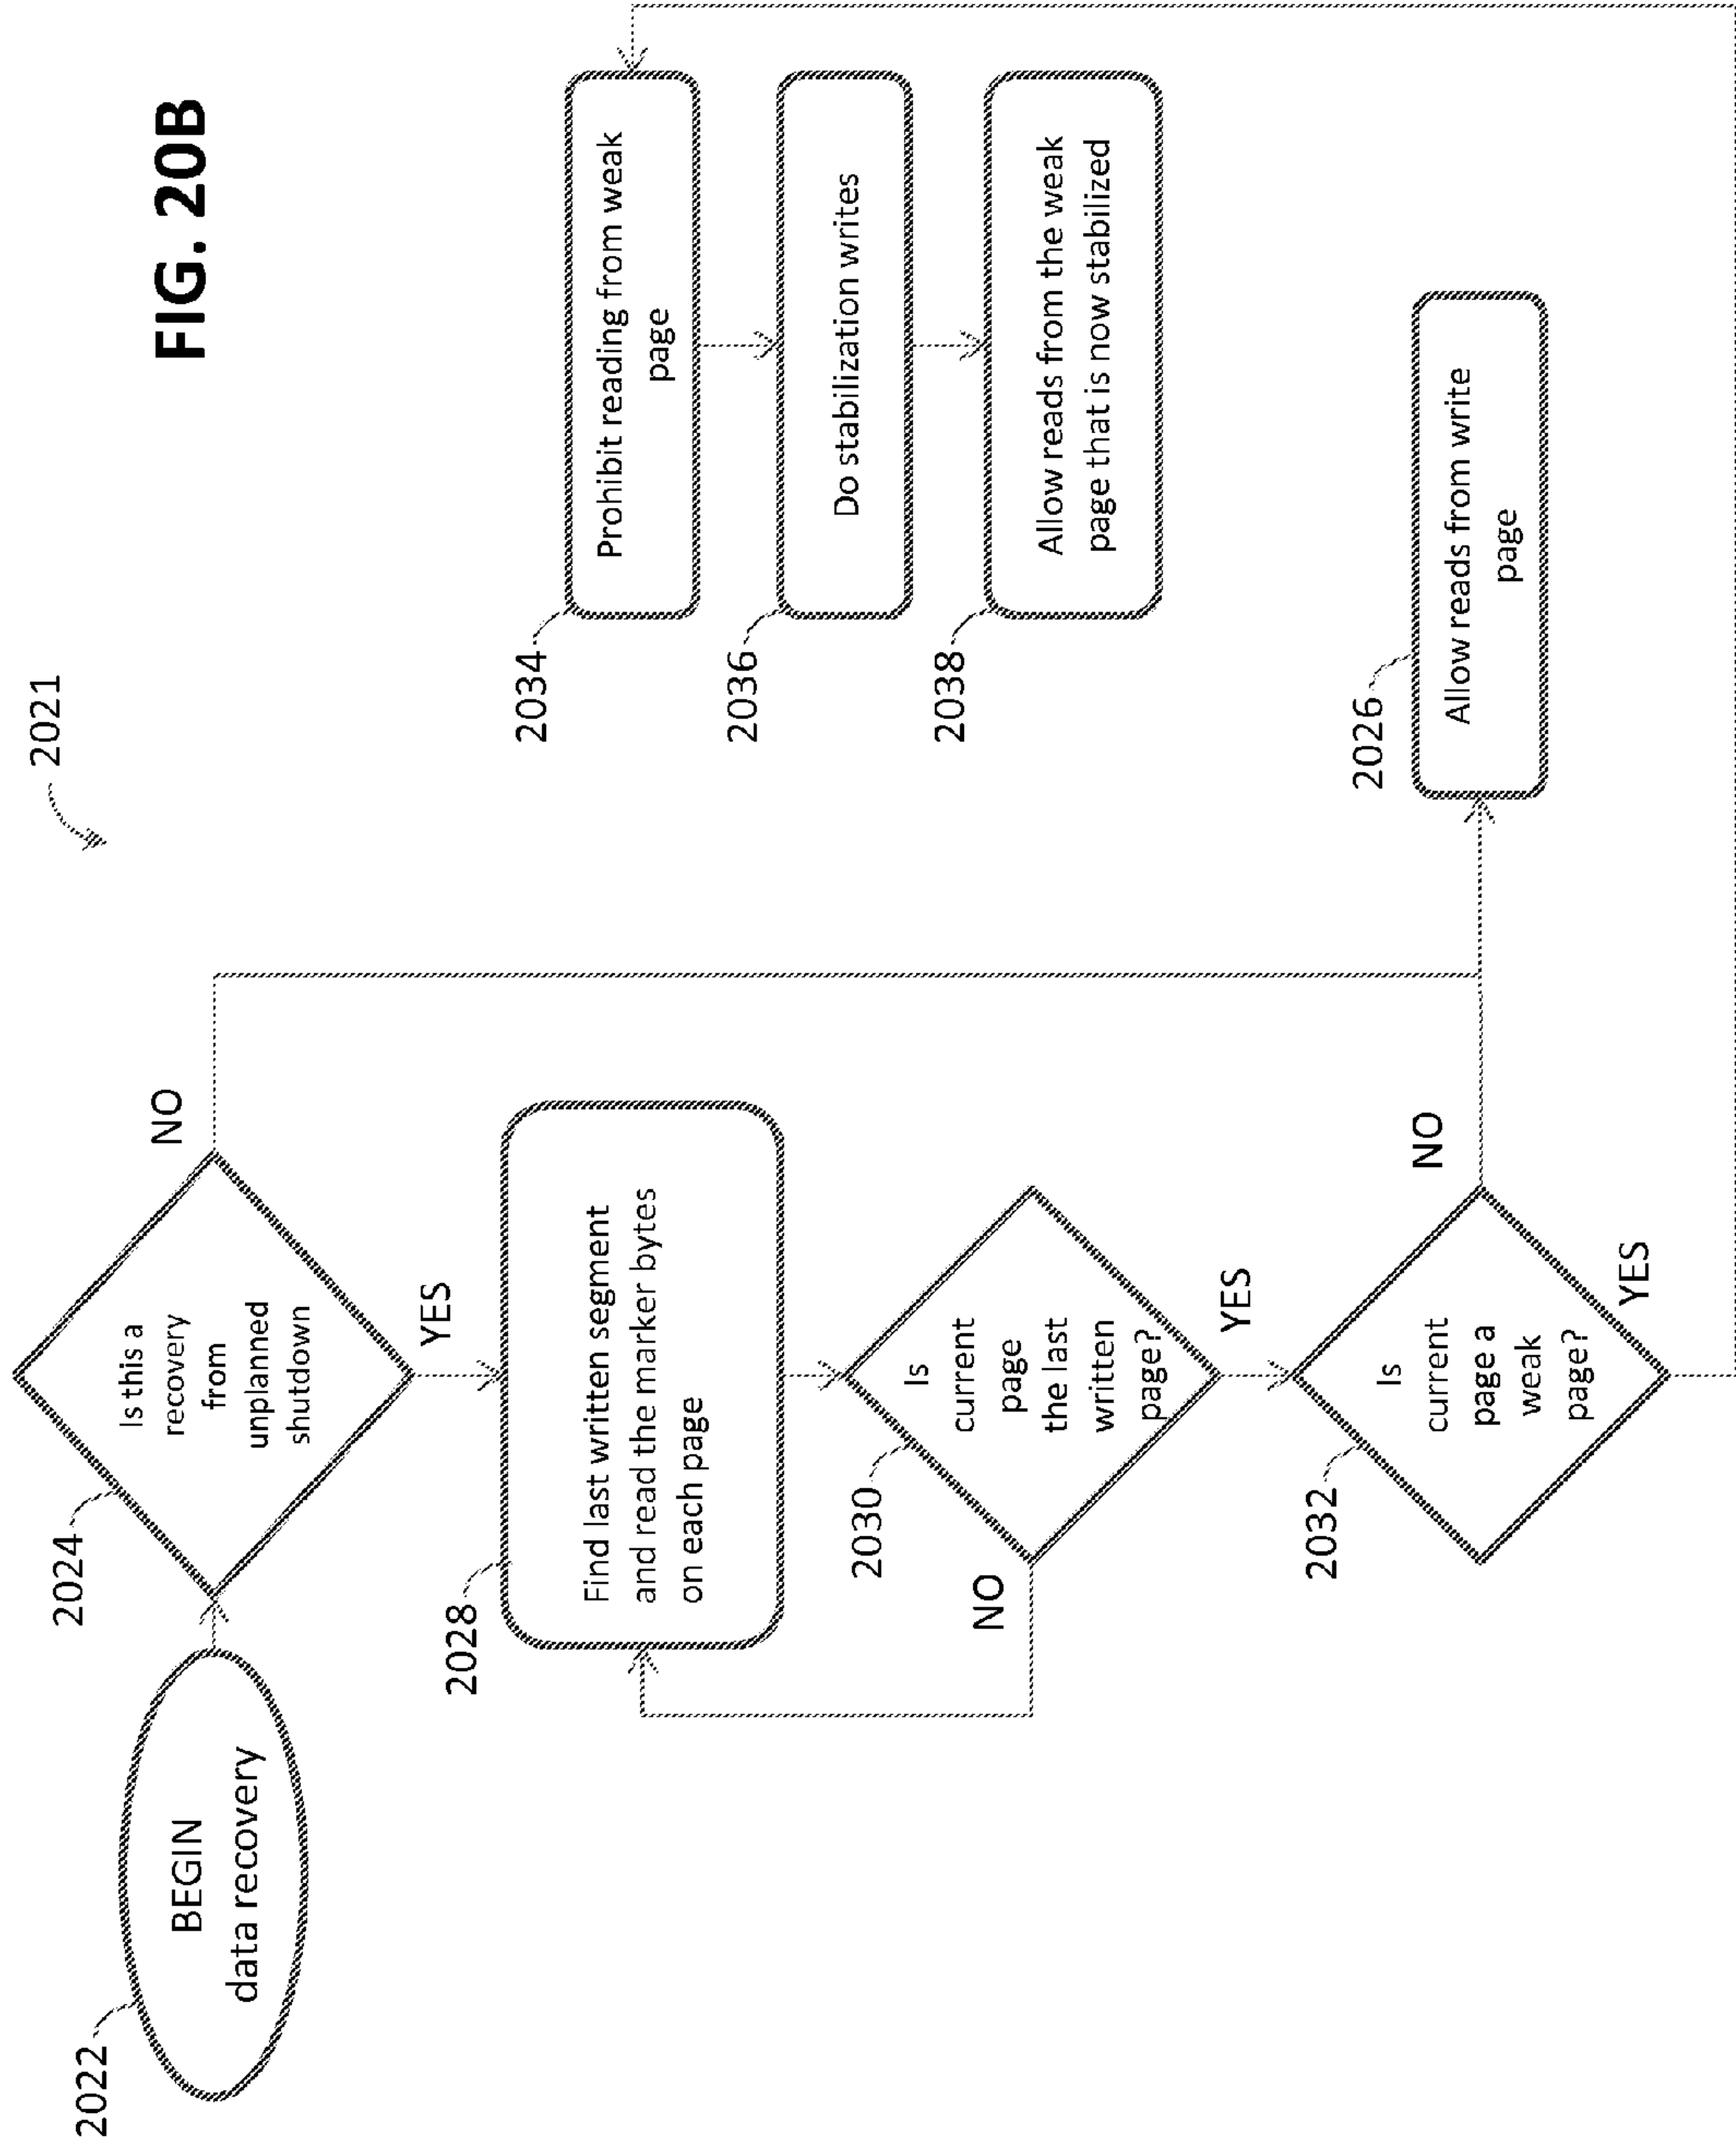 FIG. 20B
2021
2022
BEGIN
data recovery
2024
Is this a
recovery
from
unplanned
shutdown
NO
YES
2028
Find last written segment
and read the marker bytes
on each page
2030
Is
current
page
the last
written
page?
NO
YES
2032
Is
current
page a
weak
page?
NO
YES
2034
Prohibit reading from weak
page
2036
Do stabilization writes
2038
Allow reads from the weak
page that is now stabilized
2026
Allow reads from write
page